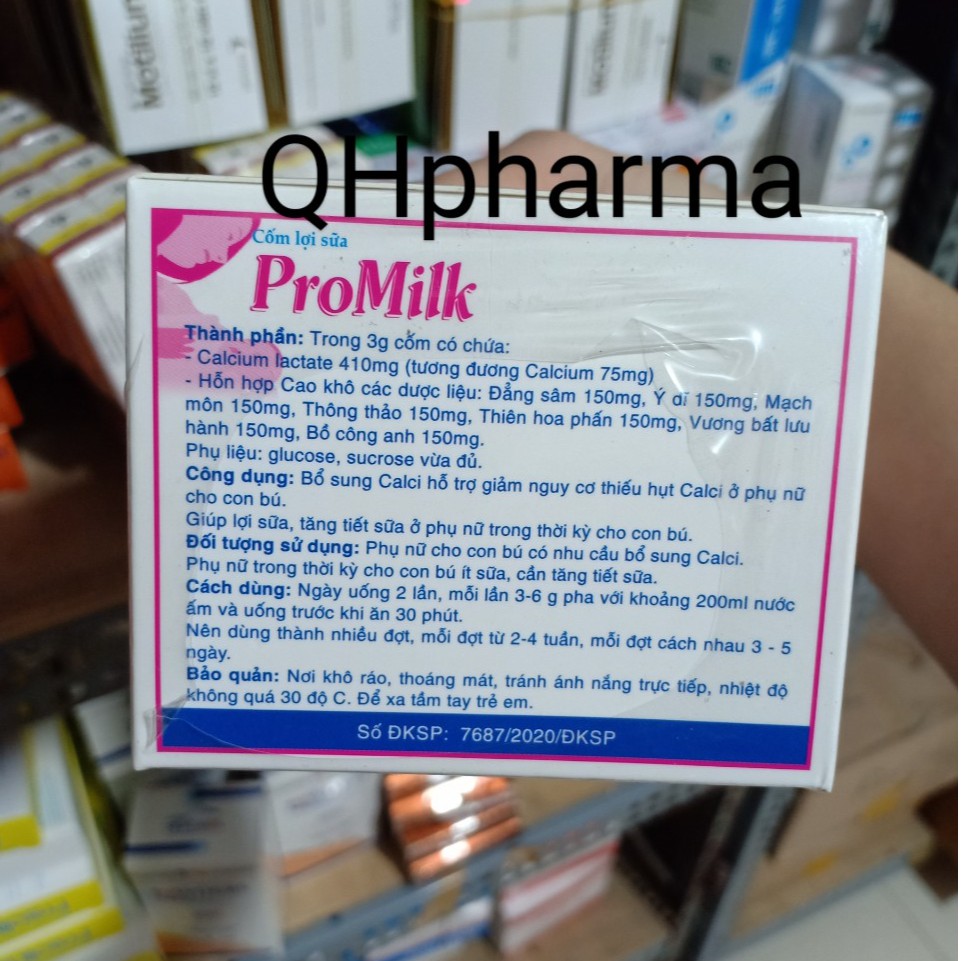 Motilium
QHpharma
Cốm lợi sữa
ProMilk
Thành phần: Trong 3g cốm có chứa:
- Calcium lactate 410mg (tương đương Calcium 75mg)
- Hỗn hợp Cao khô các dược liệu: Đẳng sâm 150mg, Ý dĩ 150mg, Mạch
môn 150mg, Thông thảo 150mg, Thiên hoa phấn 150mg, Vương bất lưu
hành 150mg, Bồ công anh 150mg.
Phụ liệu: glucose, sucrose vừa đủ.
Công dụng: Bổ sung Calci hỗ trợ giảm nguy cơ thiếu hụt Calci ở phụ nữ
cho con bú.
Giúp lợi sữa, tăng tiết sữa ở phụ nữ trong thời kỳ cho con bú.
Đối tượng sử dụng: Phụ nữ cho con bú có nhu cầu bổ sung Calci.
Phụ nữ trong thời kỳ cho con bú ít sữa, cần tăng tiết sữa.
Cách dùng: Ngày uống 2 lần, mỗi lần 3-6 g pha với khoảng 200ml nước
ấm và uống trước khi ăn 30 phút.
Nên dùng thành nhiều đợt, mỗi đợt từ 2-4 tuần, mỗi đợt cách nhau 3 - 5
ngày.
Bảo quản: Nơi khô ráo, thoáng mát, tránh ánh nắng trực tiếp, nhiệt độ
không quá 30 độ C. Để xa tầm tay trẻ em.
Số ĐKSP: 7687/2020/ĐKSP